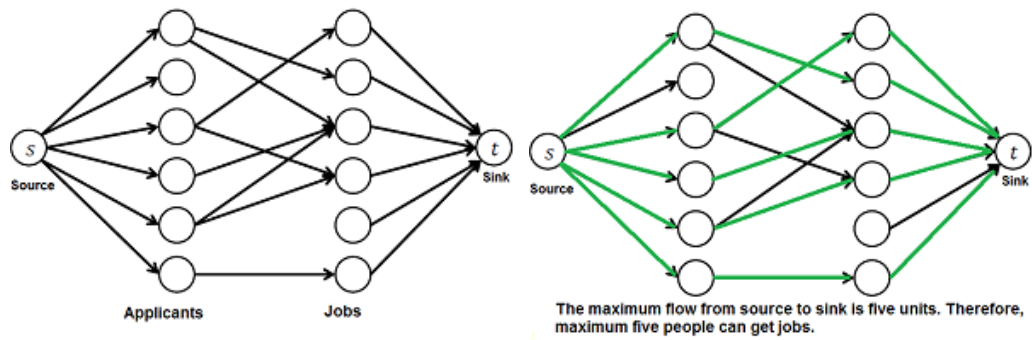 s
Source
t
Sink
Applicants
Jobs
s
Source
t
Sink
The maximum flow from source to sink is five units. Therefore,
maximum five people can get jobs.